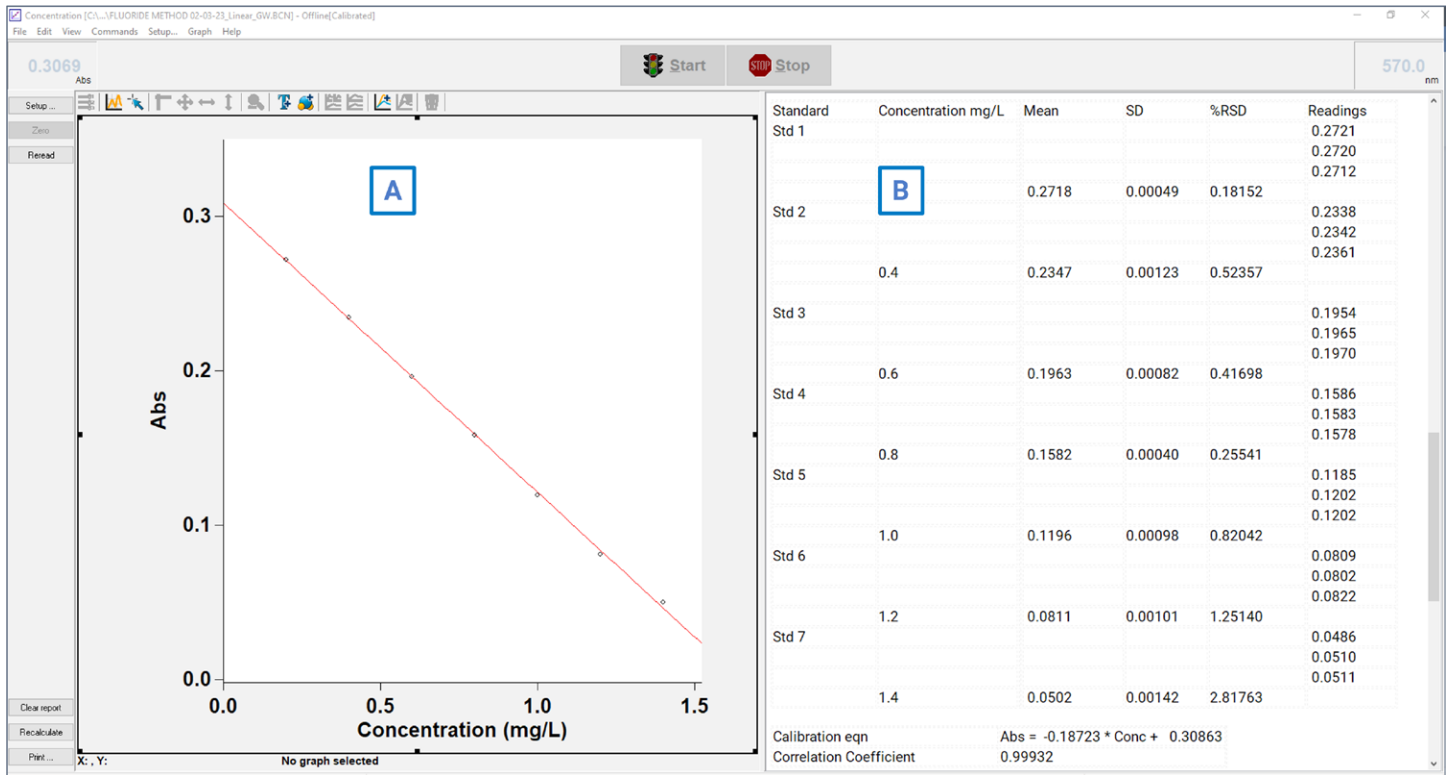 Concentration [C:\...\FLUORIDE METHOD 02-03-23_Linear_GW.BCN] - Offline[Calibrated]
File Edit View Commands Setup... Graph Help
0.3069
Abs
Start
STOP Stop
570.0
nm
Setup ...
Zero
Reread
Clear report
Recalculate
Print ...
A
0.3
0.2
0.1
0.0
Abs
0.0 0.5 1.0 1.5
Concentration (mg/L)
X: , Y: No graph selected
B
Standard Concentration mg/L Mean SD %RSD Readings
Std 1 0.2721
0.2720
0.2712
0.2718 0.00049 0.18152
Std 2 0.2338
0.2342
0.2361
0.4 0.2347 0.00123 0.52357
Std 3 0.1954
0.1965
0.1970
0.6 0.1963 0.00082 0.41698
Std 4 0.1586
0.1583
0.1578
0.8 0.1582 0.00040 0.25541
Std 5 0.1185
0.1202
0.1202
1.0 0.1196 0.00098 0.82042
Std 6 0.0809
0.0802
0.0822
1.2 0.0811 0.00101 1.25140
Std 7 0.0486
0.0510
0.0511
1.4 0.0502 0.00142 2.81763
Calibration eqn Abs = -0.18723 * Conc + 0.30863
Correlation Coefficient 0.99932